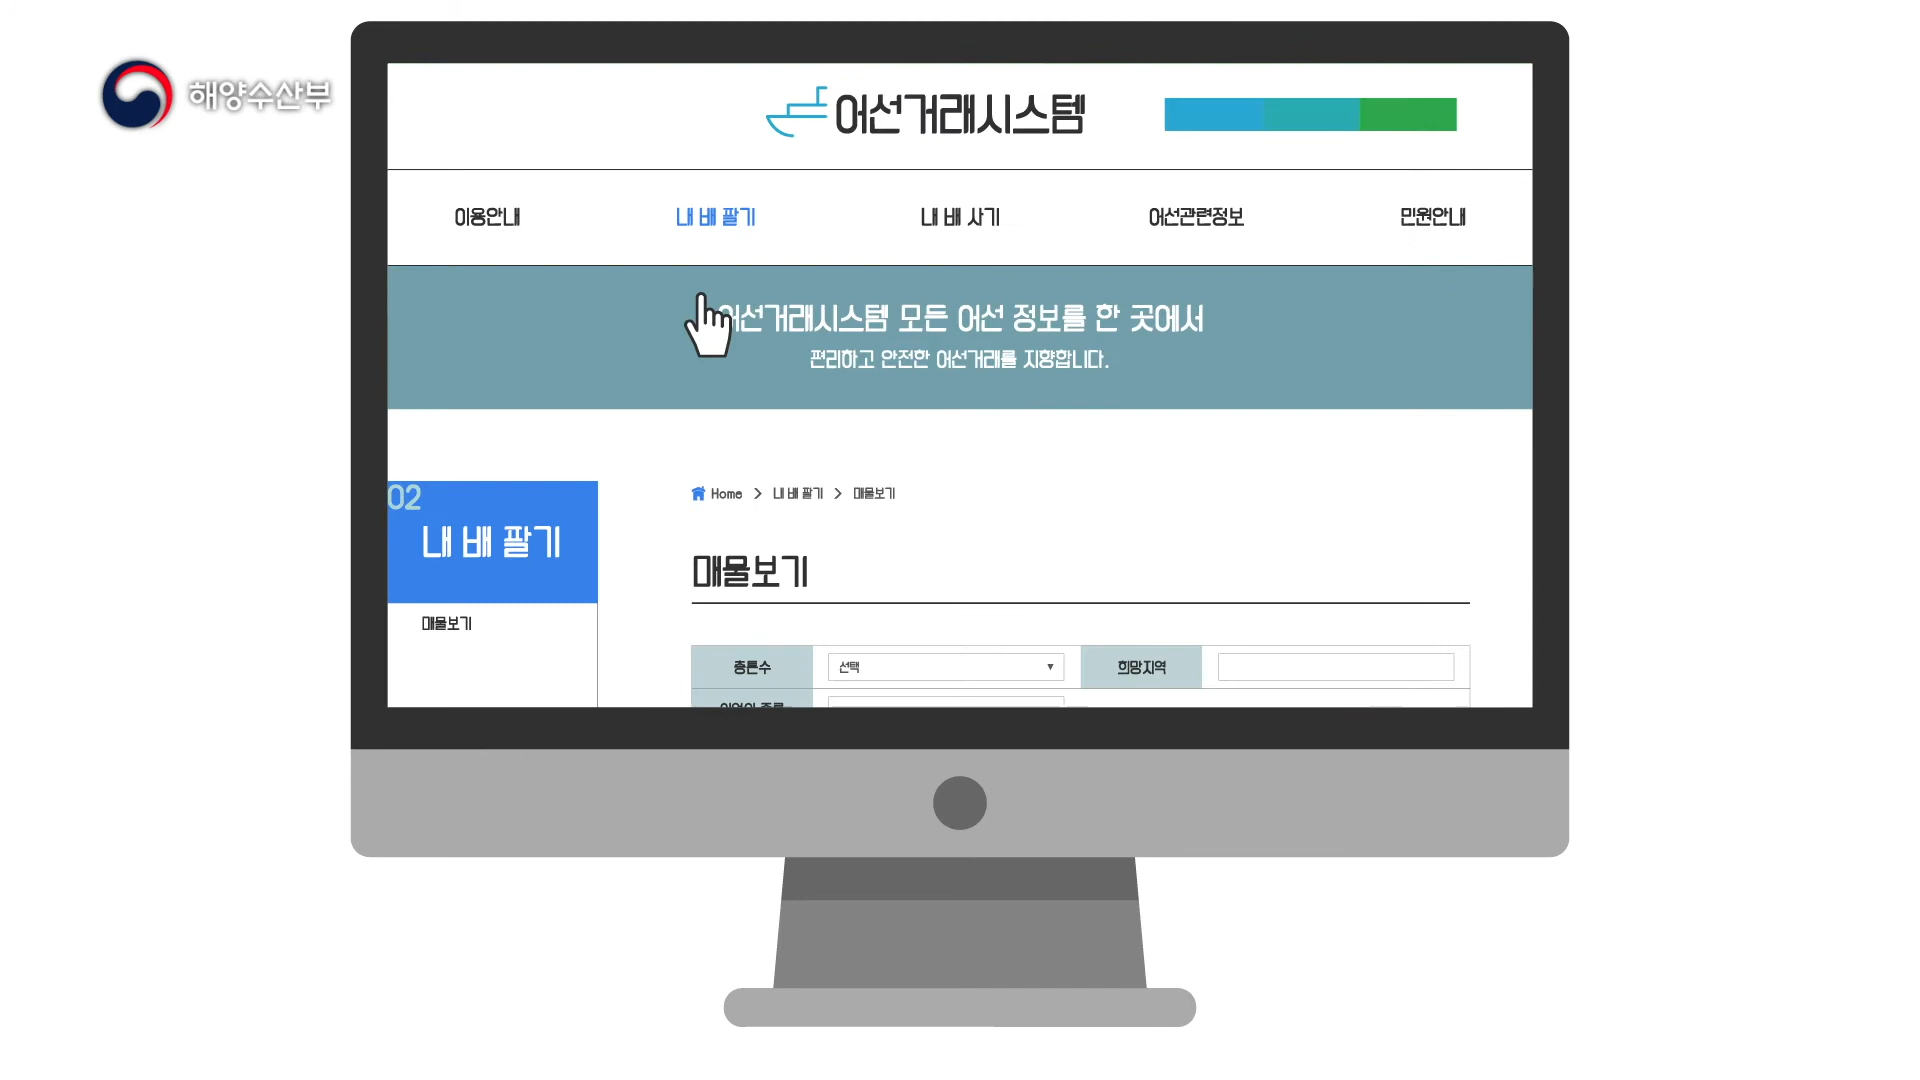 해양수산부
어선거래시스템
이용안내
내 배 팔기
내 배 사기
어선관련정보
민원안내
어선거래시스템 모든 어선 정보를 한 곳에서
편리하고 안전한 어선거래를 지향합니다.
02
내 배 팔기
매물보기
Home > 내 배 팔기 > 매물보기
매물보기
총톤수
선택
희망지역